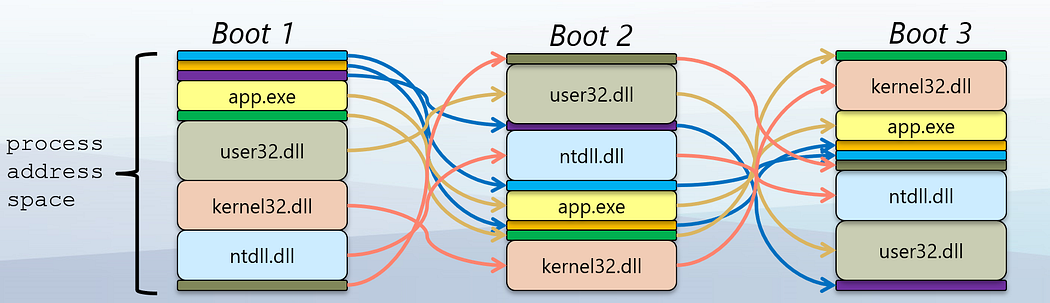 Boot 1
Boot 2
Boot 3
process
address
space
app.exe
user32.dll
kernel32.dll
ntdll.dll
user32.dll
ntdll.dll
app.exe
kernel32.dll
kernel32.dll
app.exe
ntdll.dll
user32.dll